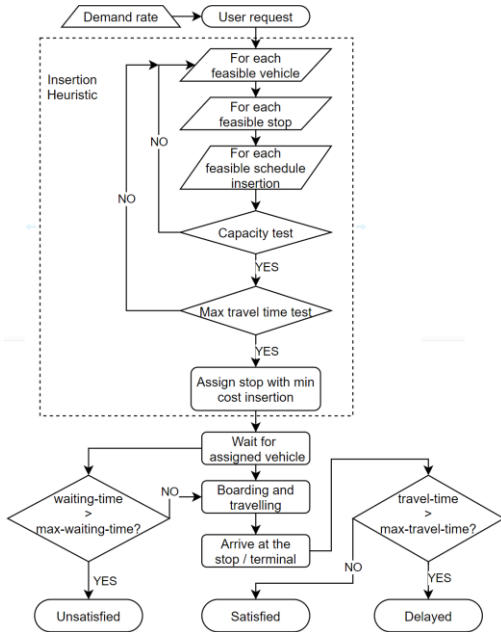 Demand rate
User request
Insertion
Heuristic
For each
feasible vehicle
For each
feasible stop
NO
For each
feasible schedule
insertion
NO
Capacity test
YES
Max travel time test
YES
Assign stop with min
cost insertion
Wait for
assigned vehicle
waiting-time
>
max-waiting-time?
NO
Boarding and
travelling
travel-time
>
max-travel-time?
Arrive at the
stop / terminal
NO
YES
YES
Unsatisfied
Satisfied
Delayed